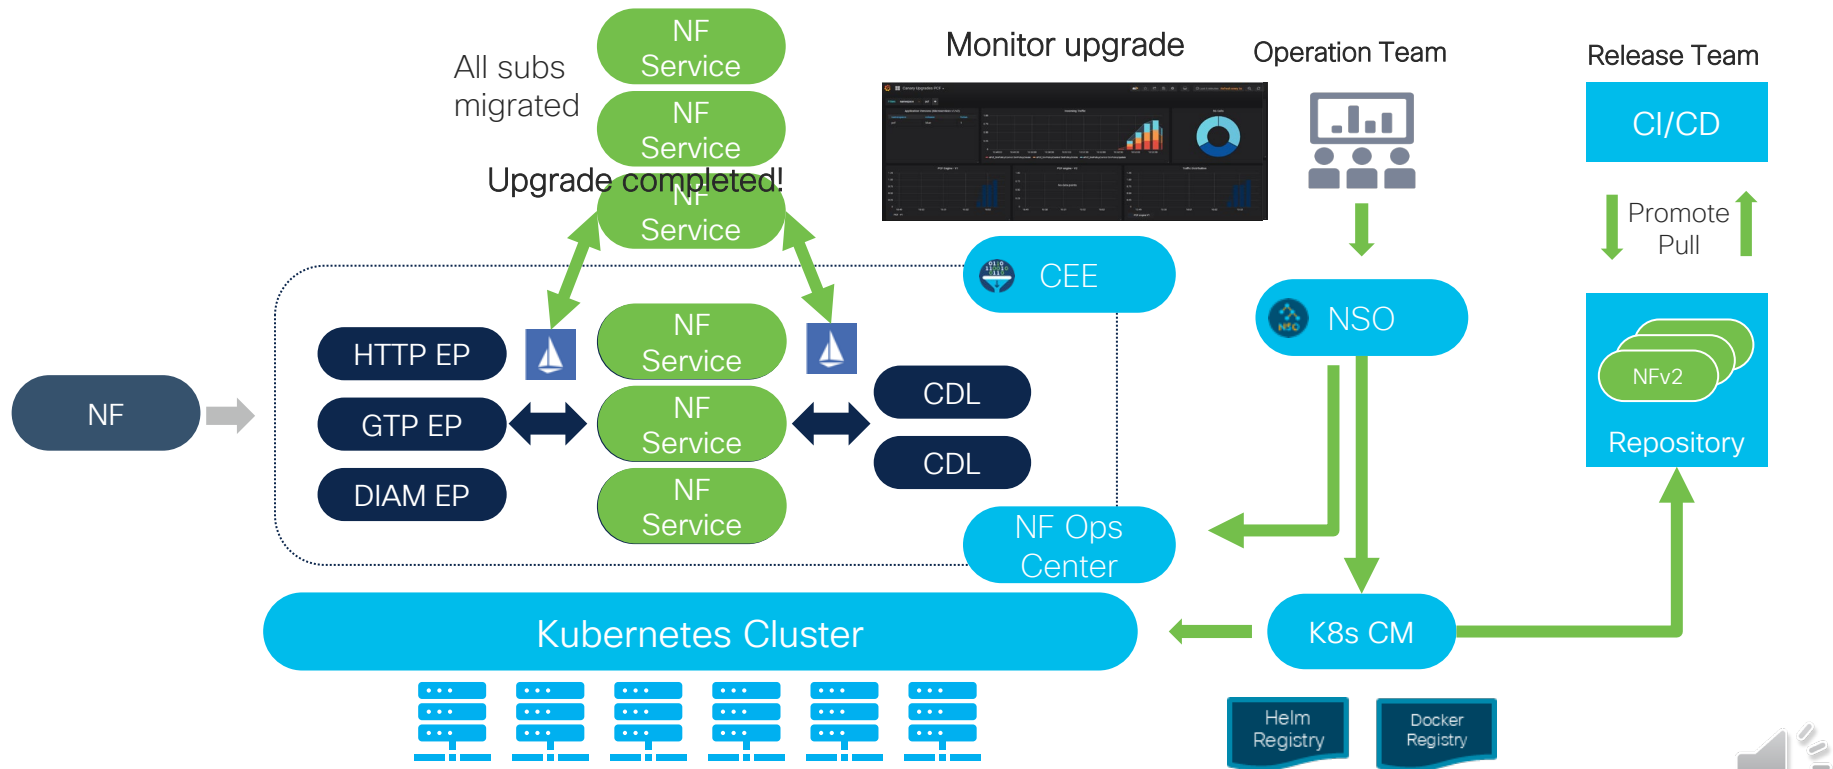 NF
Service
Monitor upgrade
Operation Team
Release Team
All subs
migrated
NF
Service
CI/CD
Upgrade completed!
NF
Service
Promote
Pull
CEE
NSO
NSO
HTTP EP
NF
Service
NFv2
NF
GTP EP
NF
Service
CDL
Repository
DIAM EP
NF
Service
CDL
NF Ops
Center
Kubernetes Cluster
K8s CM
Helm
Registry
Docker
Registry